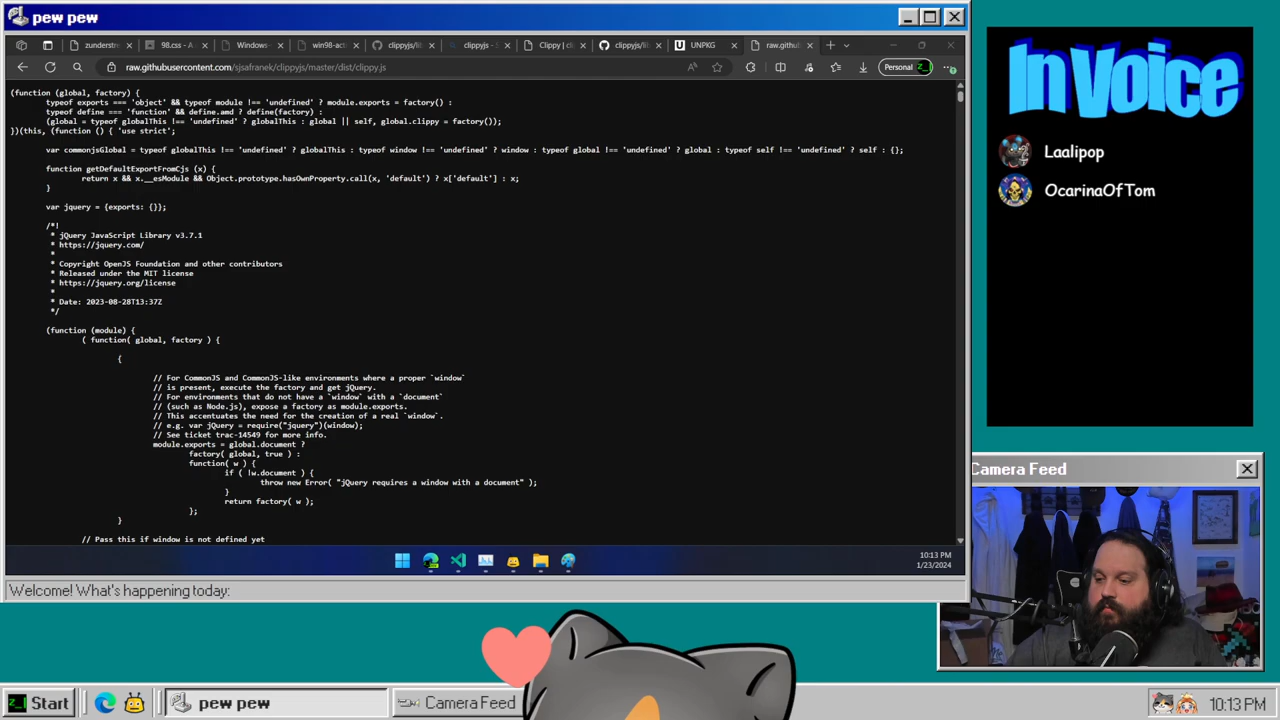 pew pew
zunderstre
98.css - A
Windows
win98-act
clippyjs/lil
clippyjs -
Clippy | cl
clippyjs/lil
UNPKG
raw.githu
raw.githubusercontent.com/sjsafranek/clippyjs/master/dist/clippy.js
Personal
(function (global, factory) {
typeof exports === 'object' && typeof module !== 'undefined' ? module.exports = factory() :
typeof define === 'function' && define.amd ? define(factory) :
(global = typeof globalThis !== 'undefined' ? globalThis : global || self, global.clippy = factory());
})(this, (function () { 'use strict';
var commonjsGlobal = typeof globalThis !== 'undefined' ? globalThis : typeof window !== 'undefined' ? window : typeof global !== 'undefined' ? global : typeof self !== 'undefined' ? self : {};
function getDefaultExportFromCjs (x) {
return x && x.__esModule && Object.prototype.hasOwnProperty.call(x, 'default') ? x['default'] : x;
}
var jquery = {exports: {}};
/*!
* jQuery JavaScript Library v3.7.1
* https://jquery.com/
*
* Copyright OpenJS Foundation and other contributors
* Released under the MIT license
* https://jquery.org/license
*
* Date: 2023-08-28T13:37Z
*/
(function (module) {
( function( global, factory ) {
{
// For CommonJS and CommonJS-like environments where a proper `window`
// is present, execute the factory and get jQuery.
// For environments that do not have a `window` with a `document`
// (such as Node.js), expose a factory as module.exports.
// This accentuates the need for the creation of a real `window`.
// e.g. var jQuery = require("jquery")(window);
// See ticket trac-14549 for more info.
module.exports = global.document ?
factory( global, true ) :
function( w ) {
if ( !w.document ) {
throw new Error( "jQuery requires a window with a document" );
}
return factory( w );
};
}
// Pass this if window is not defined yet
10:13 PM
1/23/2024
Welcome! What's happening today:
In Voice
Laalipop
OcarinaOfTom
Camera Feed
Start
pew pew
Camera Feed
10:13 PM